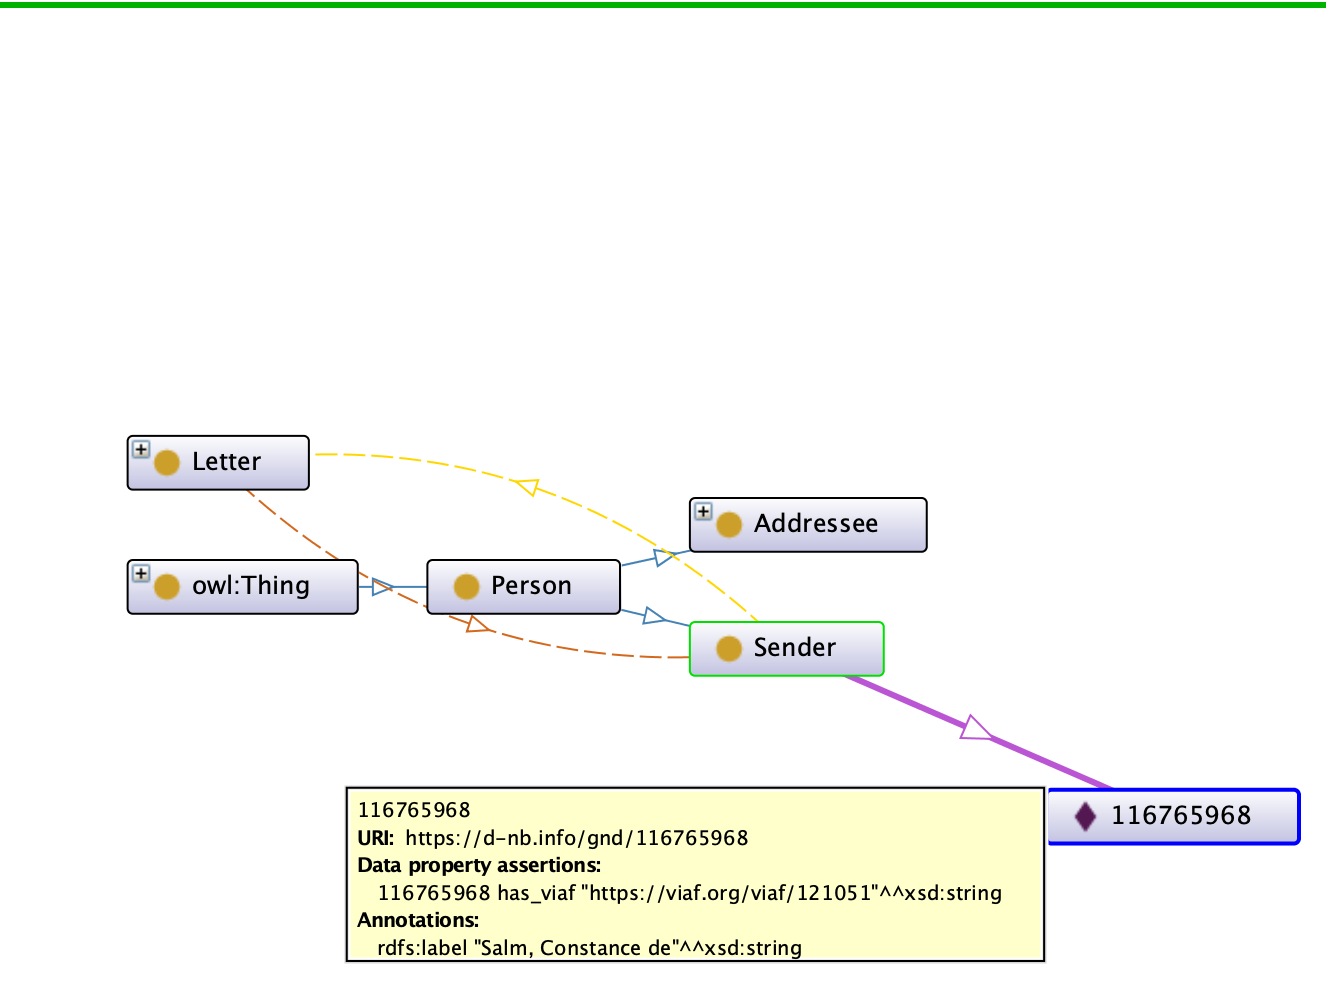 Letter
Addressee
owl:Thing
Person
Sender
116765968
116765968
URI: https://d-nb.info/gnd/116765968
Data property assertions:
116765968 has_viaf "https://viaf.org/viaf/121051"^^xsd:string
Annotations:
rdfs:label "Salm, Constance de"^^xsd:string